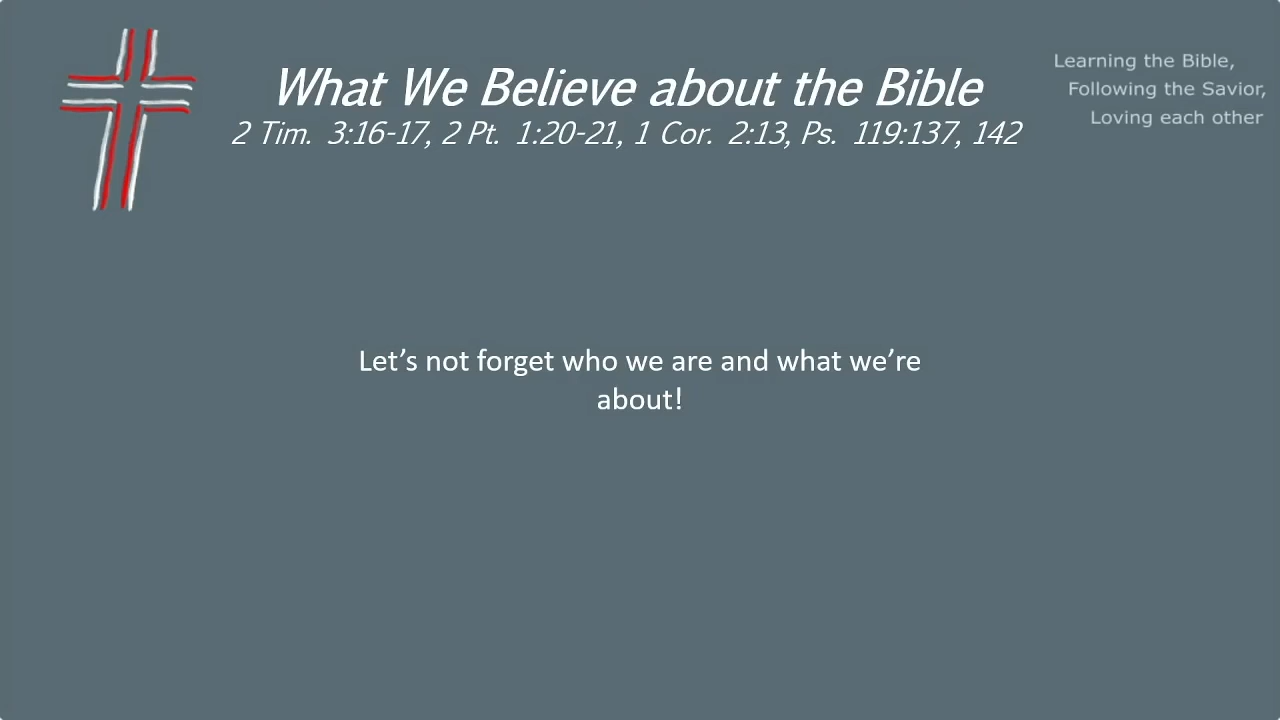 What We Believe about the Bible
2 Tim. 3:16-17, 2 Pt. 1:20-21, 1 Cor. 2:13, Ps. 119:137, 142
Learning the Bible,
Following the Savior,
Loving each other
Let’s not forget who we are and what we’re
about!